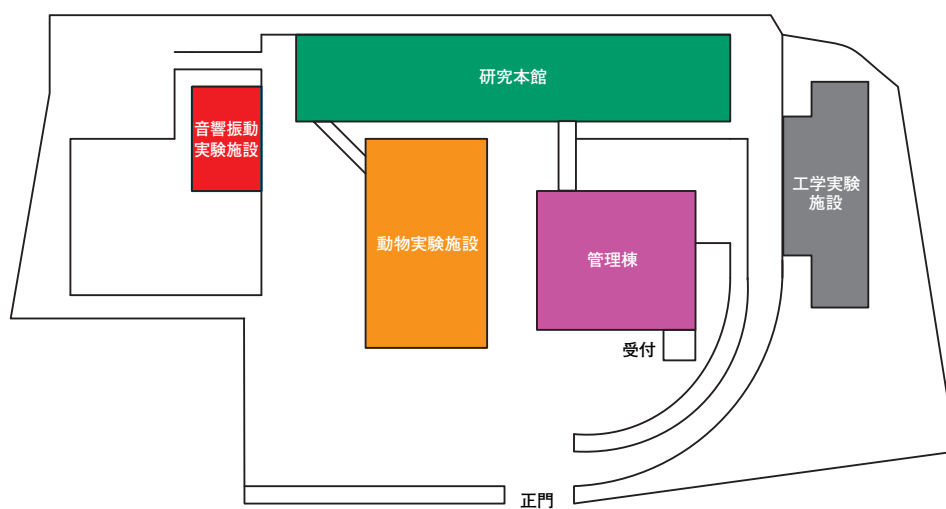 研究本館
音響振動
実験施設
工学実験
施設
動物実験施設
管理棟
受付
正門